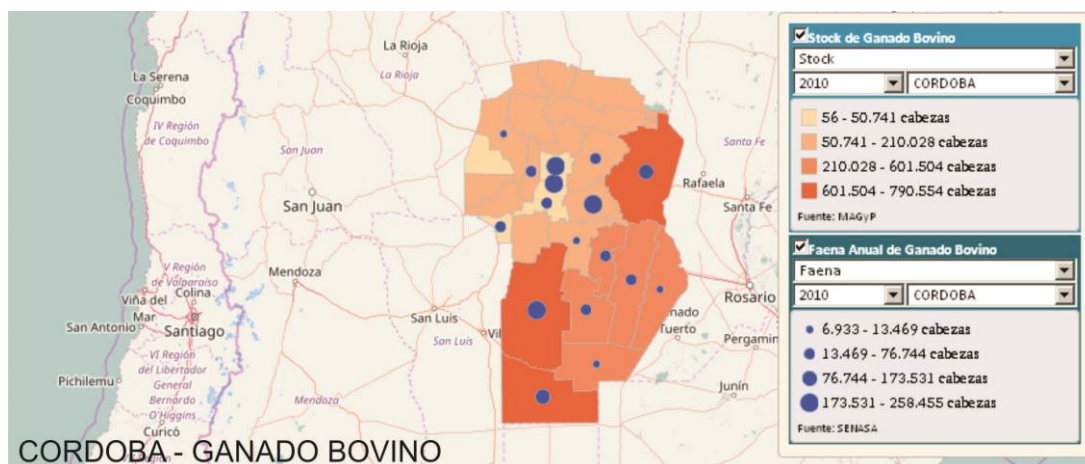 La Serena
Coquimbo
IV Región
de Coquimbo
La Rioja
La Rioja
San Juan
San Juan
Santa Fe
Rafaela
Santa Fe
V Región
de Valparaíso
Viña del
Mar
Colina
San Antonio
Santiago
Mendoza
San Luis
San Luis
Vil
Rosario
nado
Tuerto
Pergamin
Junín
Pichilemu
VI Región
del Libertador
General
Bernardo
O'Higgins
Curicó
Mendoza
CORDOBA - GANADO BOVINO
Stock de Ganado Bovino
Stock
2010 CORDOBA
56 - 50.741 cabezas
50.741 - 210.028 cabezas
210.028 - 601.504 cabezas
601.504 - 790.554 cabezas
Fuente: MAGyP
Faena Anual de Ganado Bovino
Faena
2010 CORDOBA
6.933 - 13.469 cabezas
13.469 - 76.744 cabezas
76.744 - 173.531 cabezas
173.531 - 258.455 cabezas
Fuente: SENASA